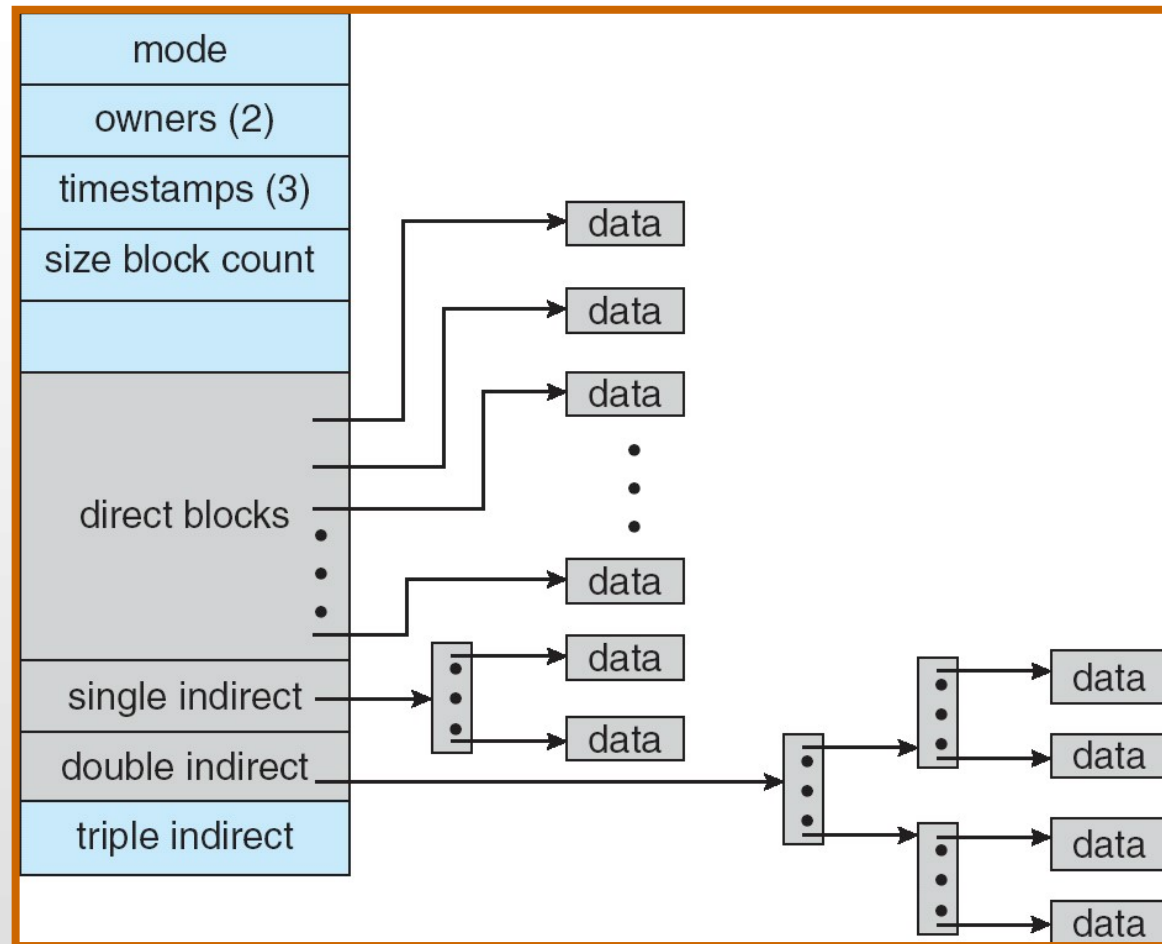 mode
owners (2)
timestamps (3)
size block count
direct blocks
single indirect
double indirect
triple indirect
data
data
data
data
data
data
data
data
data
data